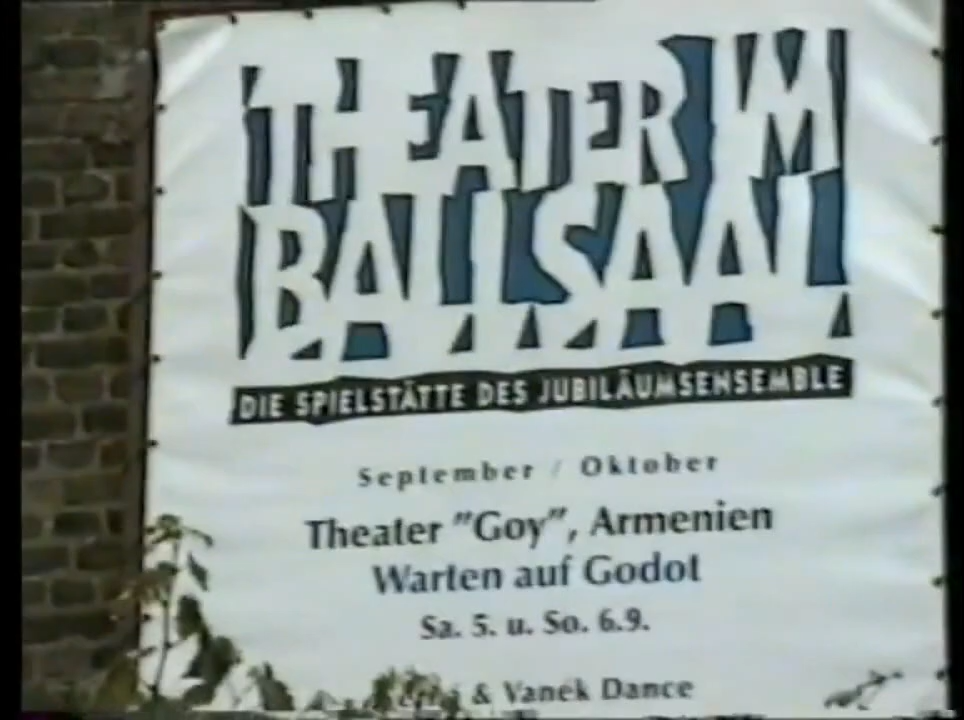 THEATER IM
BALLSAAL
DIE SPIELSTÄTTE DES JUBILÄUMSENSEMBLE
September / Oktober
Theater "Goy", Armenien
Warten auf Godot
Sa. 5. u. So. 6.9.
& Vanek Dance